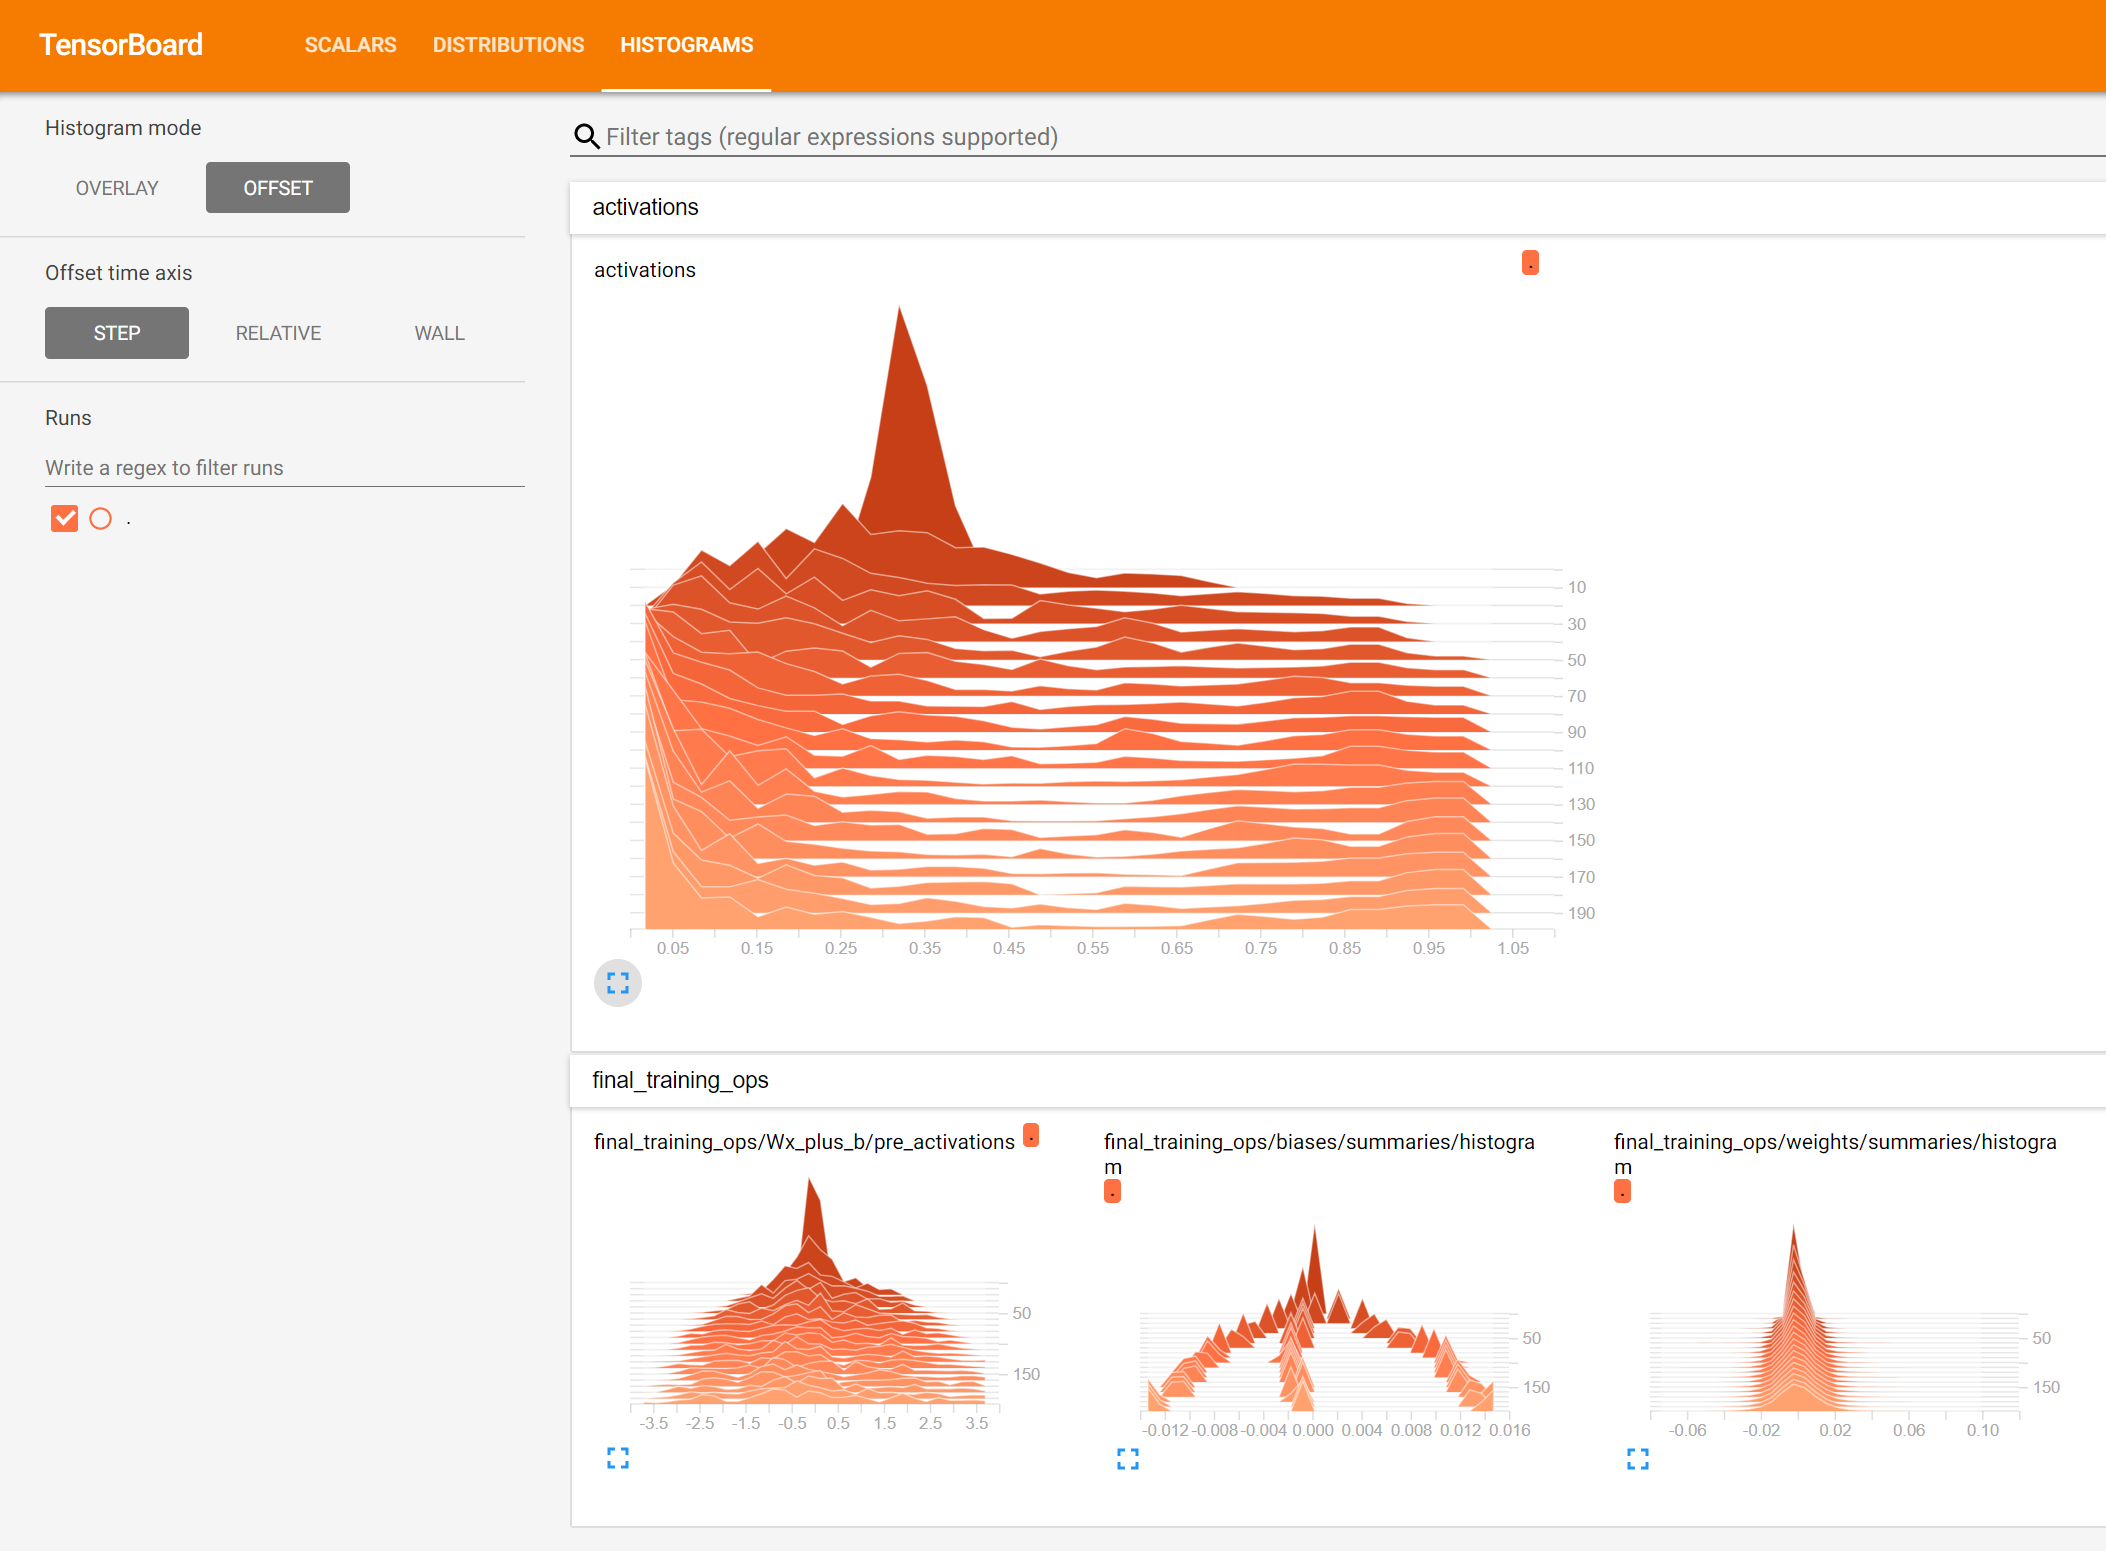 TensorBoard SCALARS DISTRIBUTIONS HISTOGRAMS
Histogram mode
OVERLAY OFFSET
Offset time axis
STEP RELATIVE WALL
Runs
Write a regex to filter runs
.
Filter tags (regular expressions supported)
activations
activations
.
10
30
50
70
90
110
130
150
170
190
0.05 0.15 0.25 0.35 0.45 0.55 0.65 0.75 0.85 0.95 1.05
final_training_ops
final_training_ops/Wx_plus_b/pre_activations .
50
150
-3.5 -2.5 -1.5 -0.5 0.5 1.5 2.5 3.5
final_training_ops/biases/summaries/histogra
m
.
50
150
-0.012 -0.008 -0.004 0.000 0.004 0.008 0.012 0.016
final_training_ops/weights/summaries/histogra
m
.
50
150
-0.06 -0.02 0.02 0.06 0.10